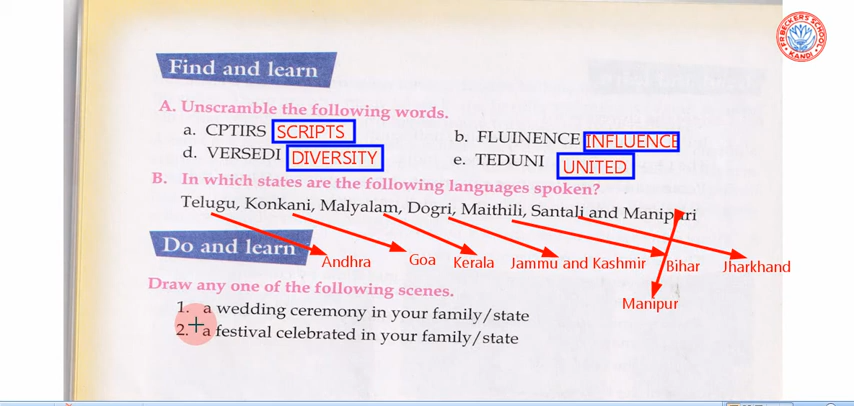 ERBECKER'S SCHOOL
KANDI
Find and learn
A. Unscramble the following words.
a. CPTIRS SCRIPTS b. FLUINENCE INFLUENCE
d. VERSEDI DIVERSITY e. TEDUNI UNITED
B. In which states are the following languages spoken?
Telugu, Konkani, Malyalam, Dogri, Maithili, Santali and Manipuri
Do and learn
Andhra Goa Kerala Jammu and Kashmir Bihar Jharkhand
Manipur
Draw any one of the following scenes.
1. a wedding ceremony in your family/state
2. a festival celebrated in your family/state